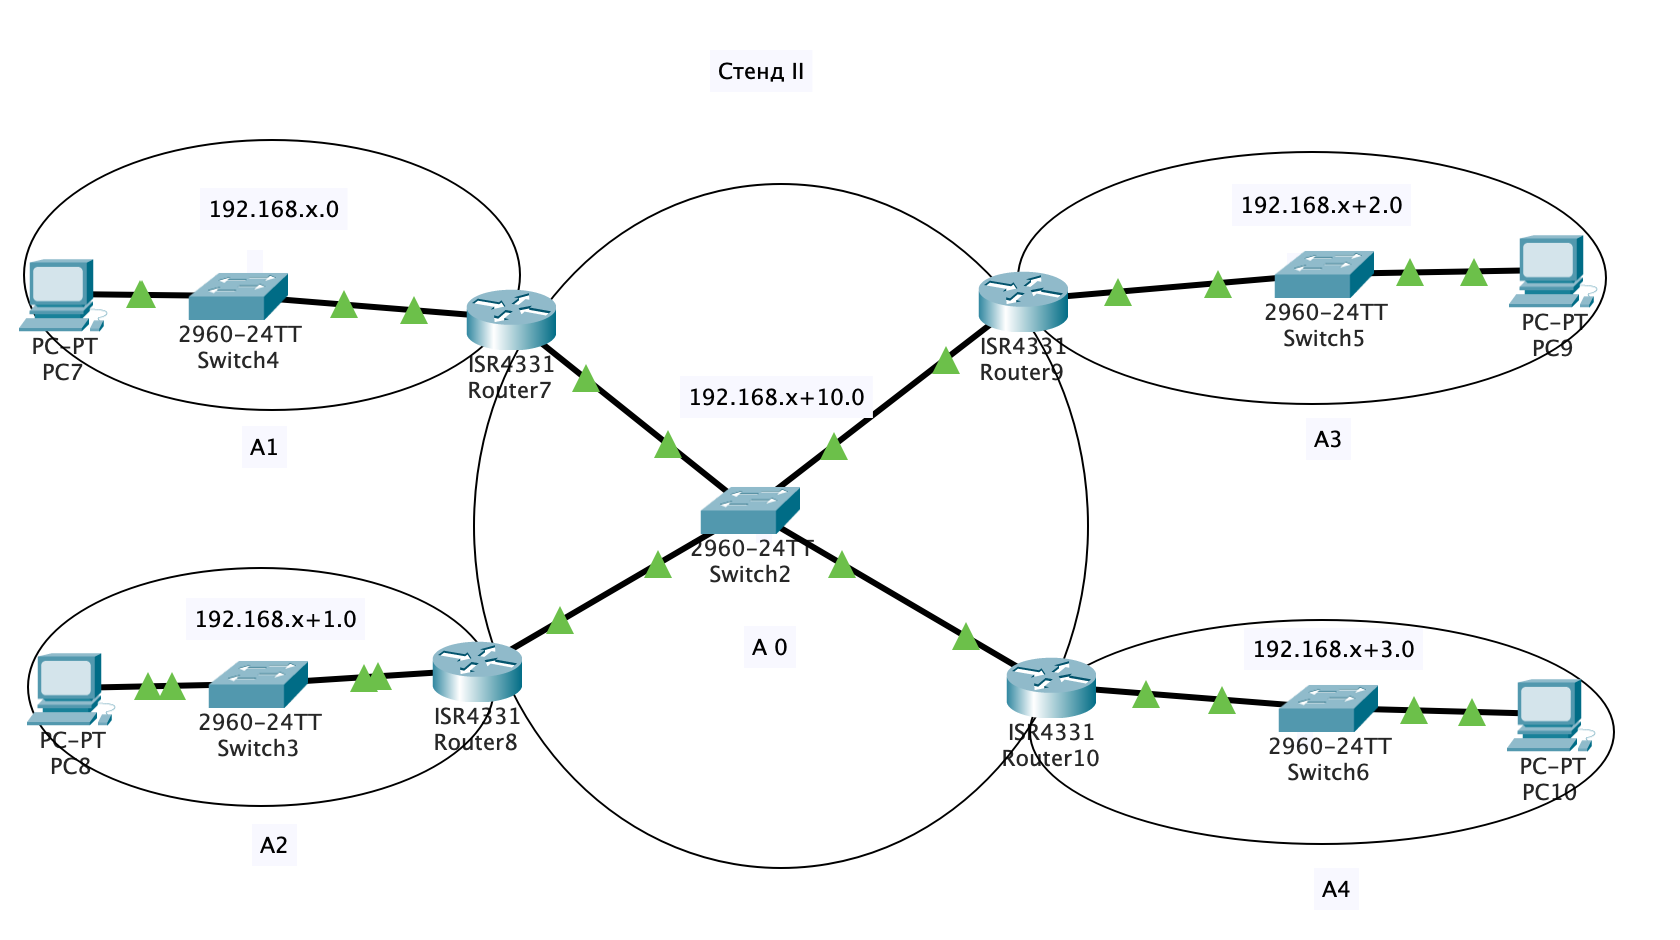 Стенд II
192.168.x.0
PC-PT
PC7
2960-24TT
Switch4
ISR4331
Router7
A1
192.168.x+2.0
ISR4331
Router9
2960-24TT
Switch5
PC-PT
PC9
A3
192.168.x+10.0
2960-24TT
Switch2
A 0
192.168.x+1.0
PC-PT
PC8
2960-24TT
Switch3
ISR4331
Router8
A2
192.168.x+3.0
ISR4331
Router10
2960-24TT
Switch6
PC-PT
PC10
A4